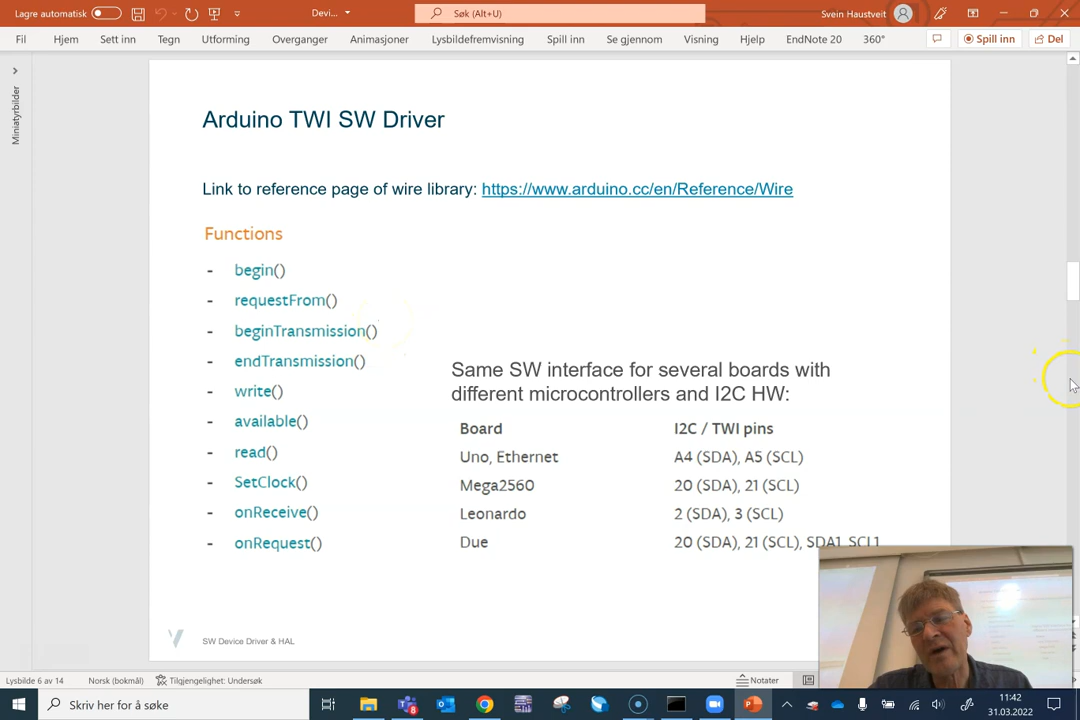 Lagre automatisk
Devi...
Søk (Alt+U)
Svein Haustveit
Fil Hjem Sett inn Tegn Utforming Overganger Animasjoner Lysbildefremvisning Spill inn Se gjennom Visning Hjelp EndNote 20 360° Spill inn Del
Miniatyrbilder
Arduino TWI SW Driver
Link to reference page of wire library: https://www.arduino.cc/en/Reference/Wire
Functions
- begin()
- requestFrom()
- beginTransmission()
- endTransmission()
- write()
- available()
- read()
- SetClock()
- onReceive()
- onRequest()
Same SW interface for several boards with
different microcontrollers and I2C HW:
Board I2C / TWI pins
Uno, Ethernet A4 (SDA), A5 (SCL)
Mega2560 20 (SDA), 21 (SCL)
Leonardo 2 (SDA), 3 (SCL)
Due 20 (SDA), 21 (SCL), SDA1, SCL1
SW Device Driver & HAL
Lysbilde 6 av 14 Norsk (bokmål) Tilgjengelighet: Undersøk Notater
Skriv her for å søke
11:42
31.03.2022